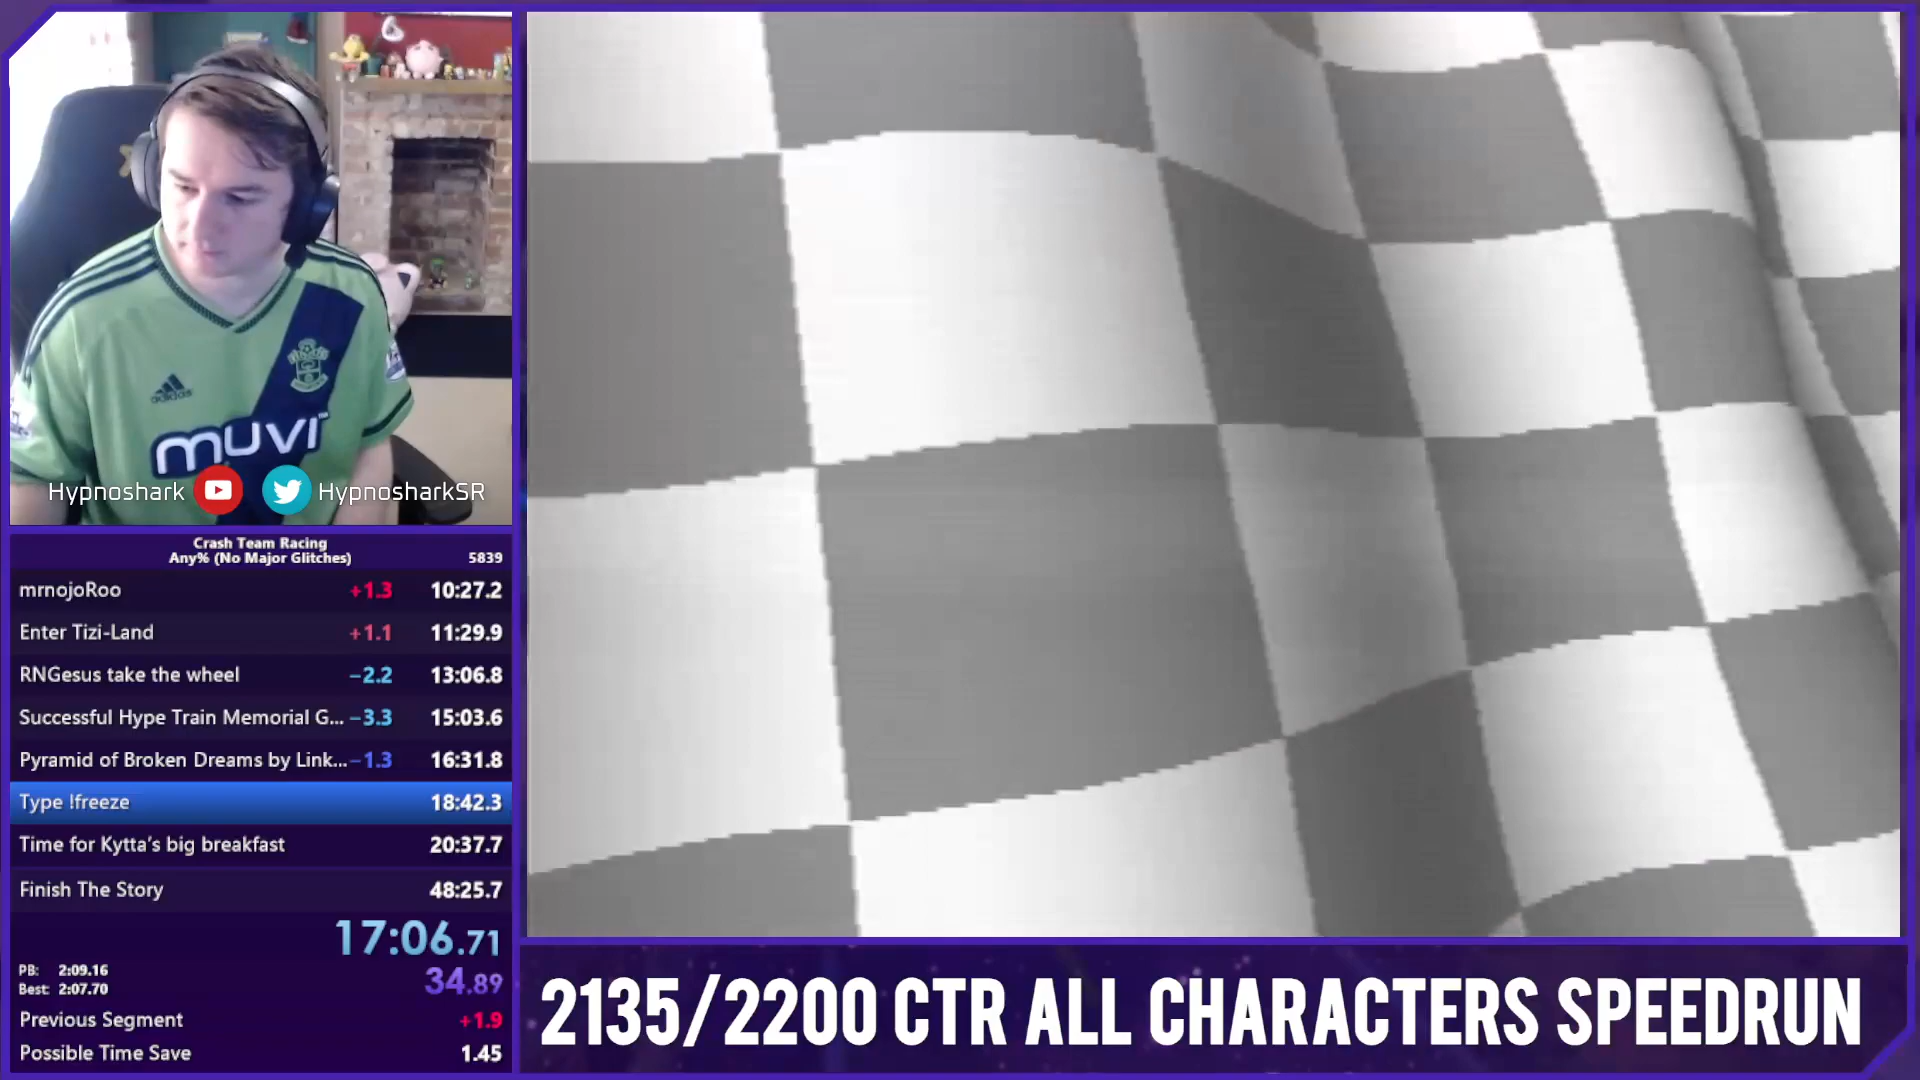 adidas
muvi™
Hypnoshark
HypnosharkSR
Crash Team Racing
Any% (No Major Glitches) 5839
mrnojoRoo +1.3 10:27.2
Enter Tizi-Land +1.1 11:29.9
RNGesus take the wheel −2.2 13:06.8
Successful Hype Train Memorial G... −3.3 15:03.6
Pyramid of Broken Dreams by Link... −1.3 16:31.8
Type !freeze 18:42.3
Time for Kytta's big breakfast 20:37.7
Finish The Story 48:25.7
17:06.71
PB: 2:09.16
Best: 2:07.70
34.89
Previous Segment +1.9
Possible Time Save 1.45
2135/2200 CTR ALL CHARACTERS SPEEDRUN